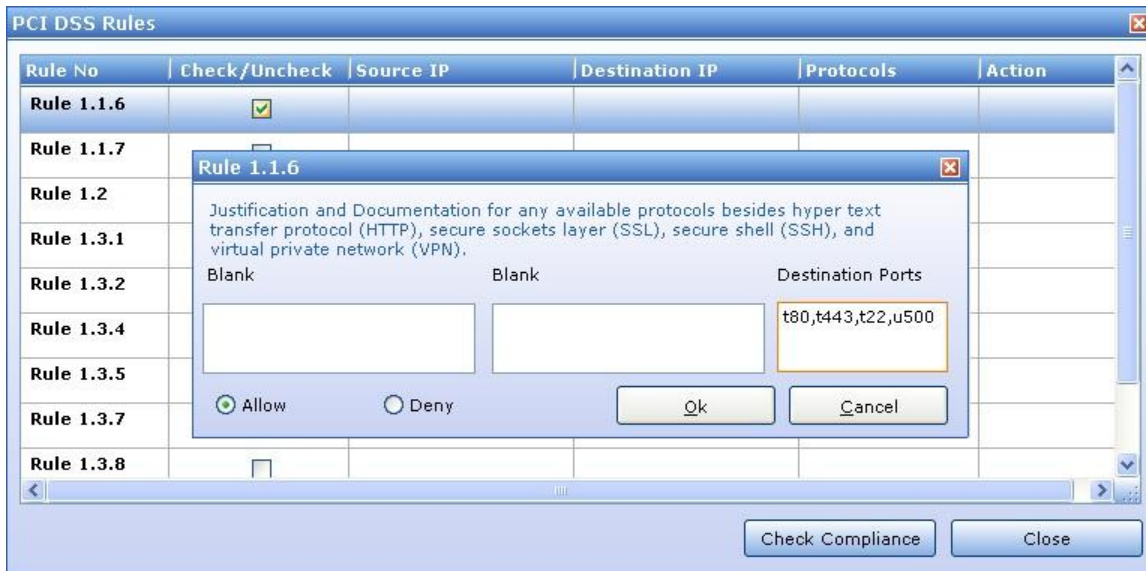 PCI DSS Rules
Rule No Check/Uncheck Source IP Destination IP Protocols Action
Rule 1.1.6
Rule 1.1.7
Rule 1.2
Rule 1.3.1
Rule 1.3.2
Rule 1.3.4
Rule 1.3.5
Rule 1.3.7
Rule 1.3.8
Rule 1.1.6
Justification and Documentation for any available protocols besides hyper text
transfer protocol (HTTP), secure sockets layer (SSL), secure shell (SSH), and
virtual private network (VPN).
Blank Blank Destination Ports
t80,t443,t22,u500
Allow Deny Ok Cancel
Check Compliance Close